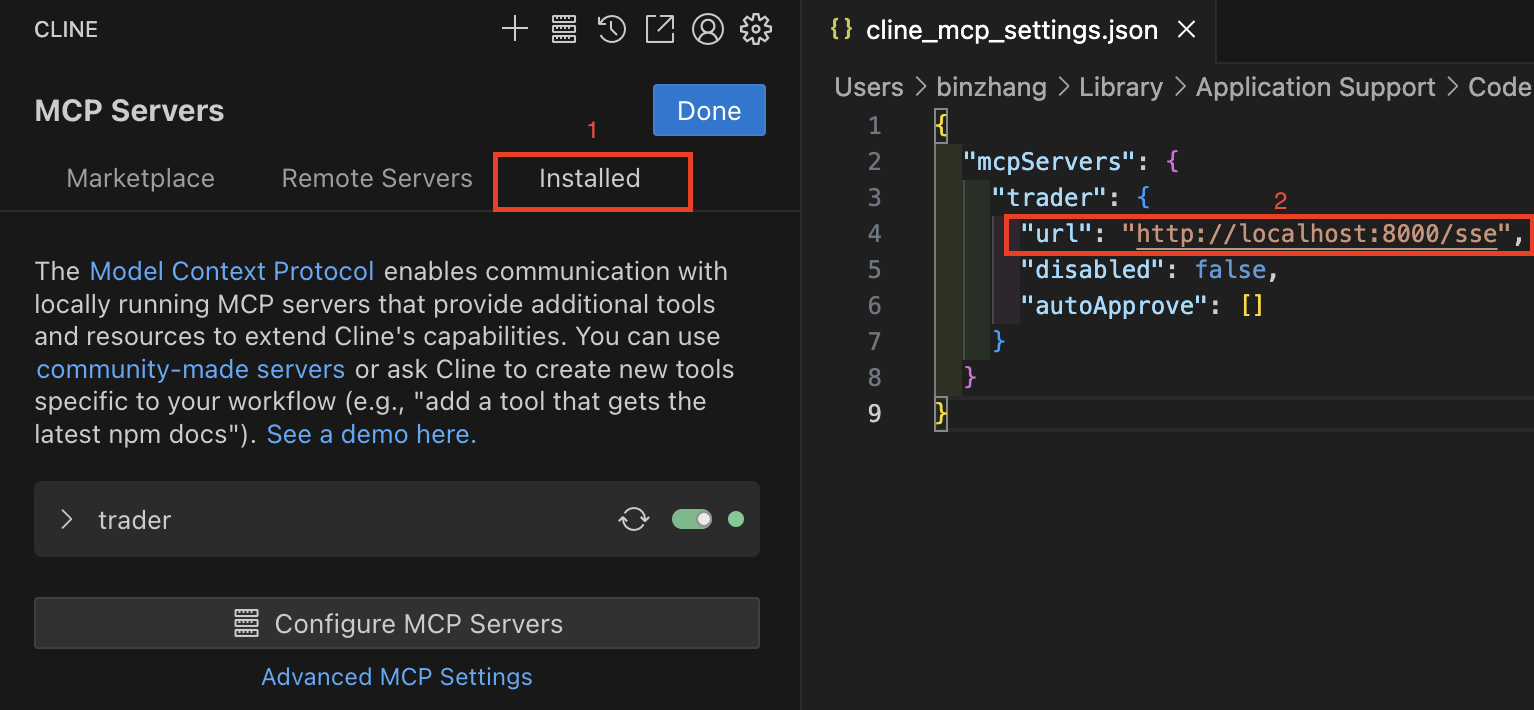 CLINE
MCP Servers
Done
1
Marketplace
Remote Servers
Installed
The Model Context Protocol enables communication with
locally running MCP servers that provide additional tools
and resources to extend Cline's capabilities. You can use
community-made servers or ask Cline to create new tools
specific to your workflow (e.g., "add a tool that gets the
latest npm docs"). See a demo here.
trader
Configure MCP Servers
Advanced MCP Settings
{} cline_mcp_settings.json
Users > binzhang > Library > Application Support > Code
1 {
2 "mcpServers": {
3 "trader": {
2
4 "url": "http://localhost:8000/sse",
5 "disabled": false,
6 "autoApprove": []
7 }
8 }
9 }